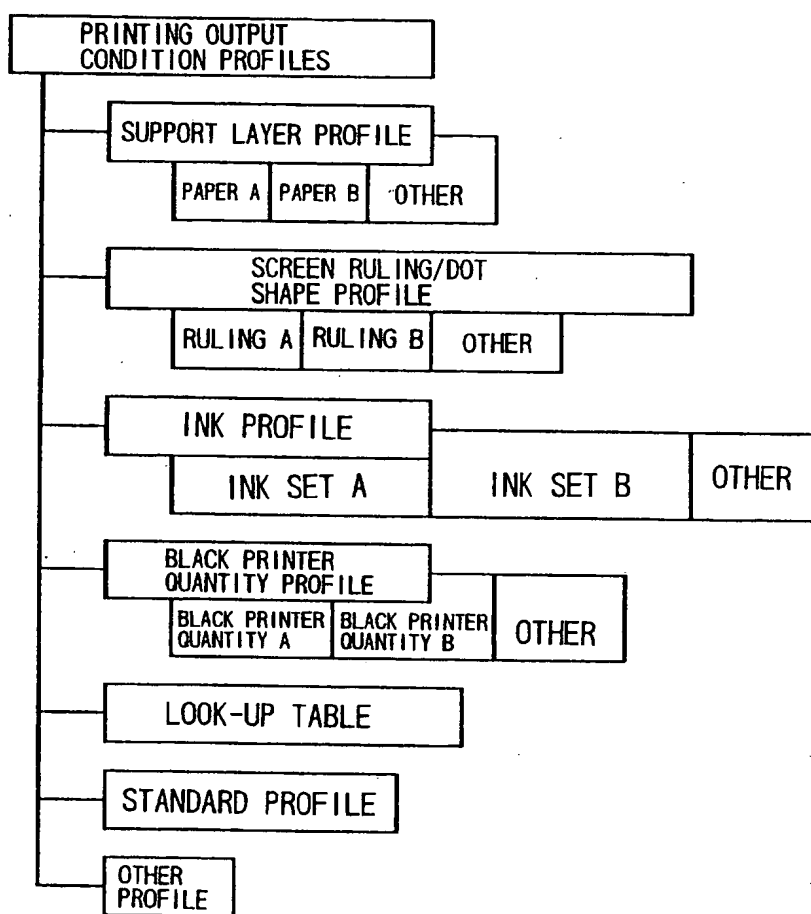 PRINTING OUTPUT
CONDITION PROFILES
SUPPORT LAYER PROFILE
PAPER A PAPER B OTHER
SCREEN RULING/DOT
SHAPE PROFILE
RULING A RULING B OTHER
INK PROFILE
INK SET A INK SET B OTHER
BLACK PRINTER
QUANTITY PROFILE
BLACK PRINTER BLACK PRINTER
QUANTITY A QUANTITY B OTHER
LOOK-UP TABLE
STANDARD PROFILE
OTHER
PROFILE